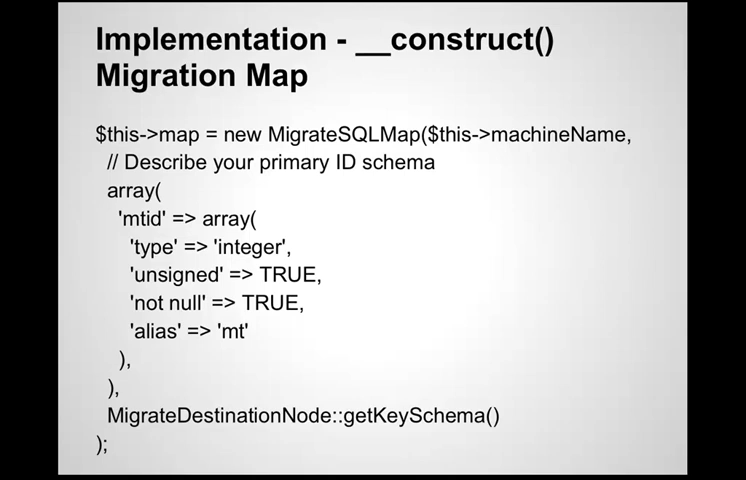 Implementation - __construct()
Migration Map
$this->map = new MigrateSQLMap($this->machineName,
// Describe your primary ID schema
array(
'mtid' => array(
'type' => 'integer',
'unsigned' => TRUE,
'not null' => TRUE,
'alias' => 'mt'
),
),
MigrateDestinationNode::getKeySchema()
);